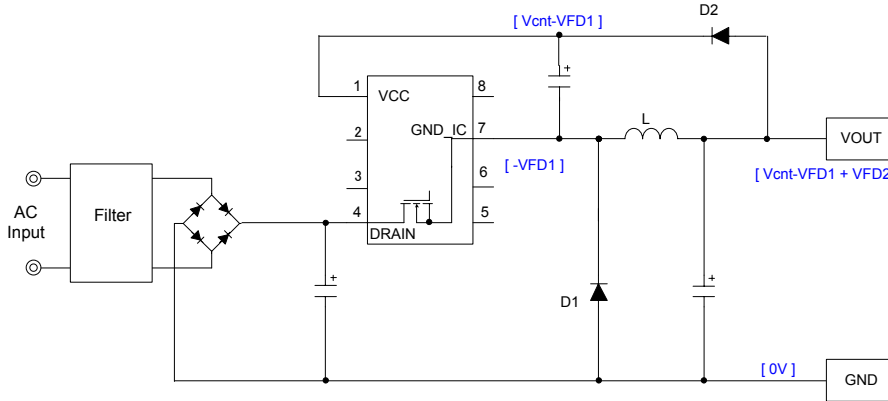 [ Vcnt-VFD1 ]
D2
1
VCC
8
+
2
GND_IC
7
L
VOUT
[ -VFD1 ]
[ Vcnt-VFD1 + VFD2
3
6
AC
Input
Filter
4
5
DRAIN
+
D1
+
[ 0V ]
GND